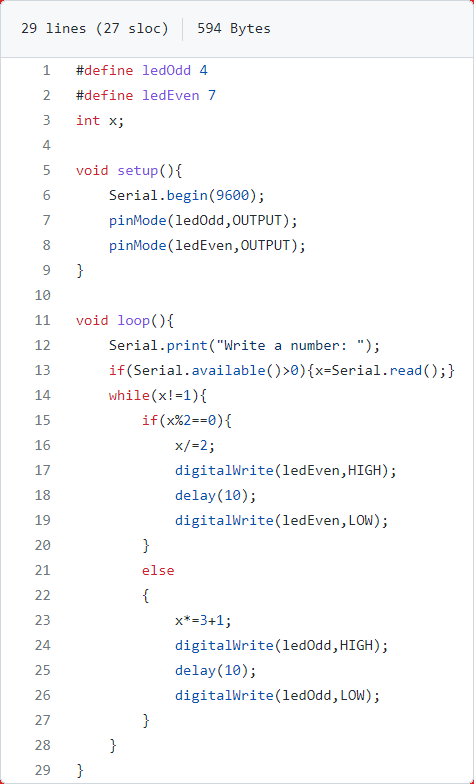 29 lines (27 sloc) 594 Bytes
1 #define ledOdd 4
2 #define ledEven 7
3 int x;
4
5 void setup(){
6     Serial.begin(9600);
7     pinMode(ledOdd,OUTPUT);
8     pinMode(ledEven,OUTPUT);
9 }
10
11 void loop(){
12     Serial.print("Write a number: ");
13     if(Serial.available()>0){x=Serial.read();}
14     while(x!=1){
15         if(x%2==0){
16             x/=2;
17             digitalWrite(ledEven,HIGH);
18             delay(10);
19             digitalWrite(ledEven,LOW);
20         }
21         else
22         {
23             x*=3+1;
24             digitalWrite(ledOdd,HIGH);
25             delay(10);
26             digitalWrite(ledOdd,LOW);
27         }
28     }
29 }